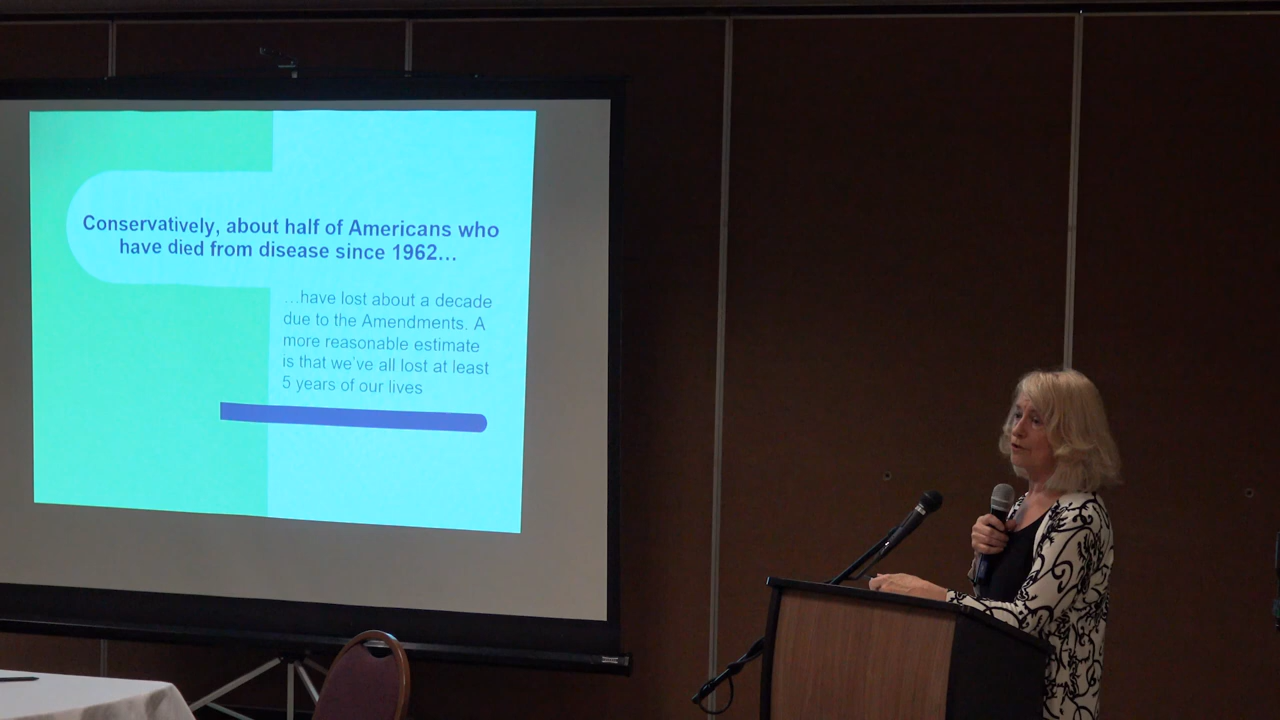 Conservatively, about half of Americans who
have died from disease since 1962…
…have lost about a decade
due to the Amendments. A
more reasonable estimate
is that we've all lost at least
5 years of our lives